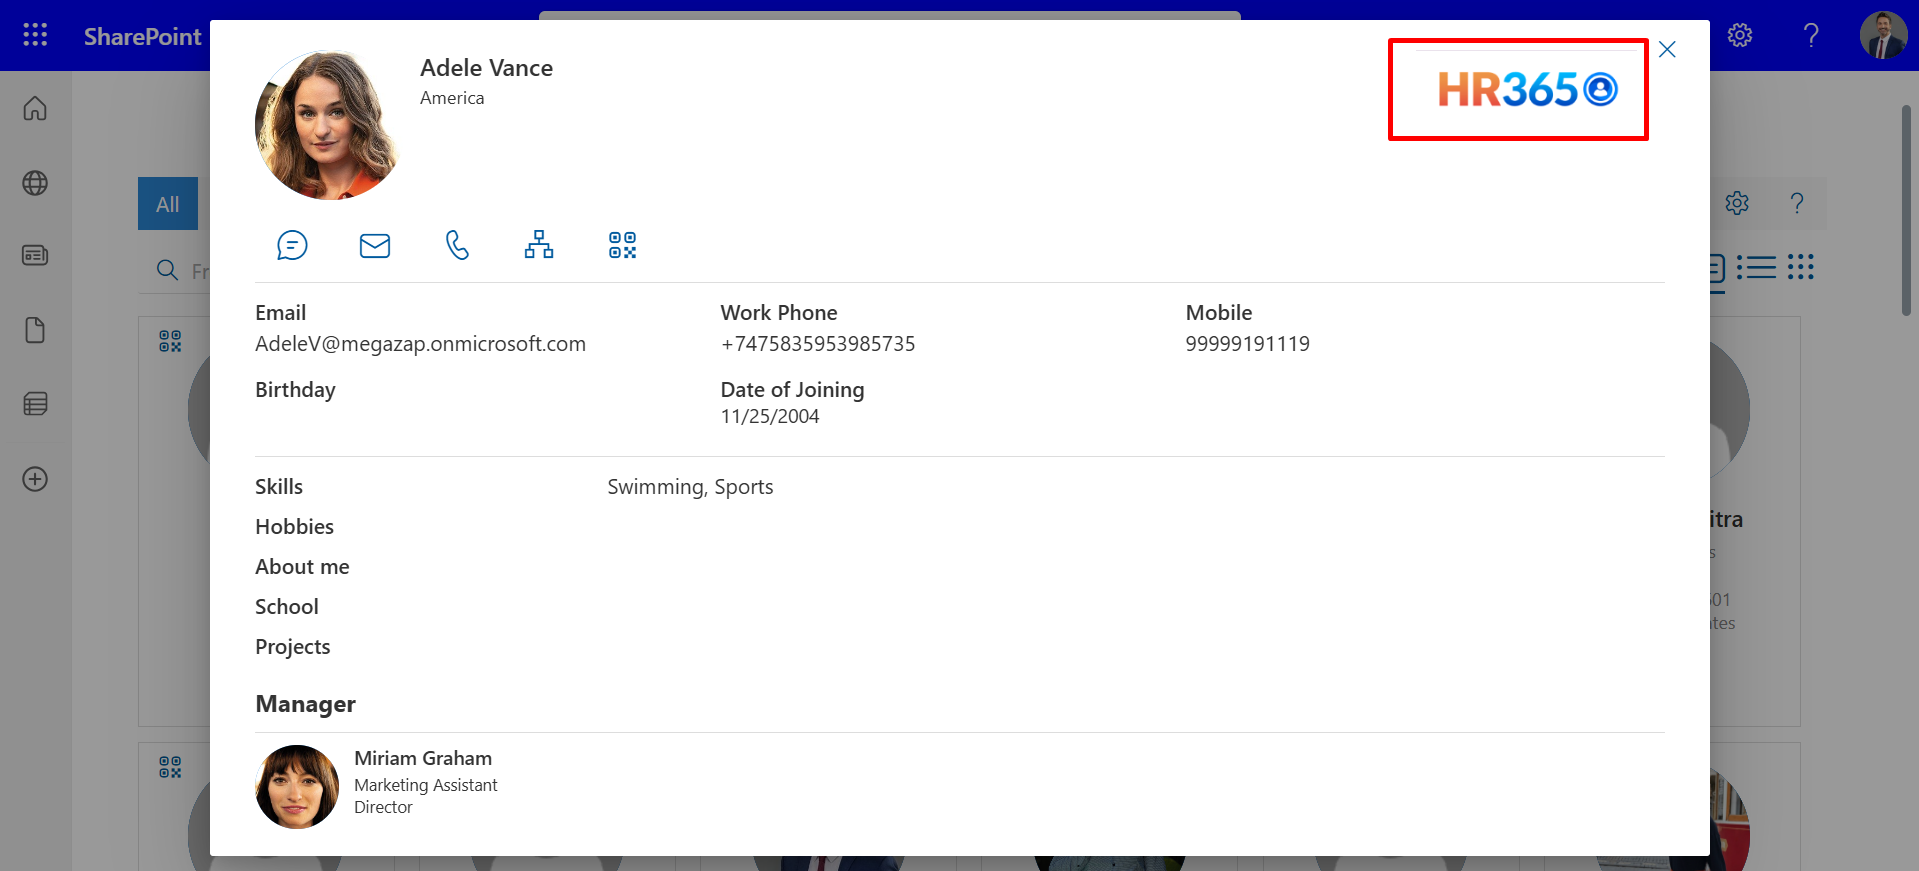 SharePoint
Adele Vance
America
HR365
All
Fr
Email
Work Phone
Mobile
AdeleV@megazap.onmicrosoft.com
+7475835953985735
99999191119
Birthday
Date of Joining
11/25/2004
Skills
Swimming, Sports
Hobbies
itra
s
About me
School
601
ates
Projects
Manager
Miriam Graham
Marketing Assistant
Director